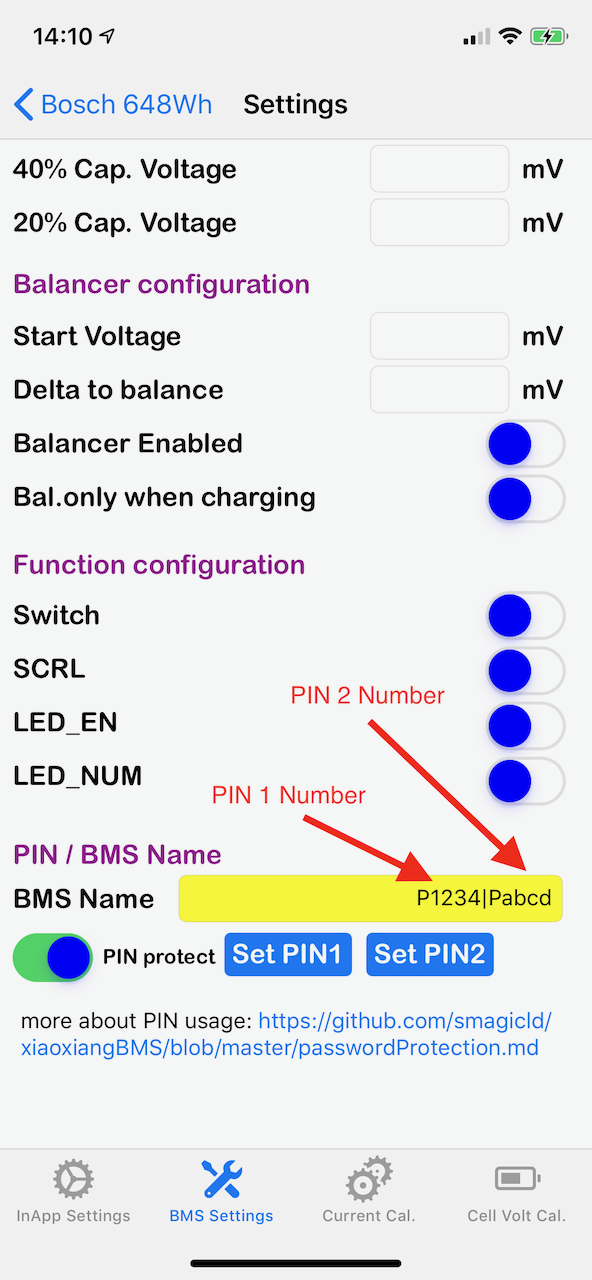 14:10
Bosch 648Wh Settings
40% Cap. Voltage mV
20% Cap. Voltage mV
Balancer configuration
Start Voltage mV
Delta to balance mV
Balancer Enabled
Bal.only when charging
Function configuration
Switch
SCRL
PIN 2 Number
LED_EN
LED_NUM
PIN 1 Number
PIN / BMS Name
BMS Name P1234|Pabcd
PIN protect Set PIN1 Set PIN2
more about PIN usage: https://github.com/smagicld/
xiaoxiangBMS/blob/master/passwordProtection.md
InApp Settings BMS Settings Current Cal. Cell Volt Cal.